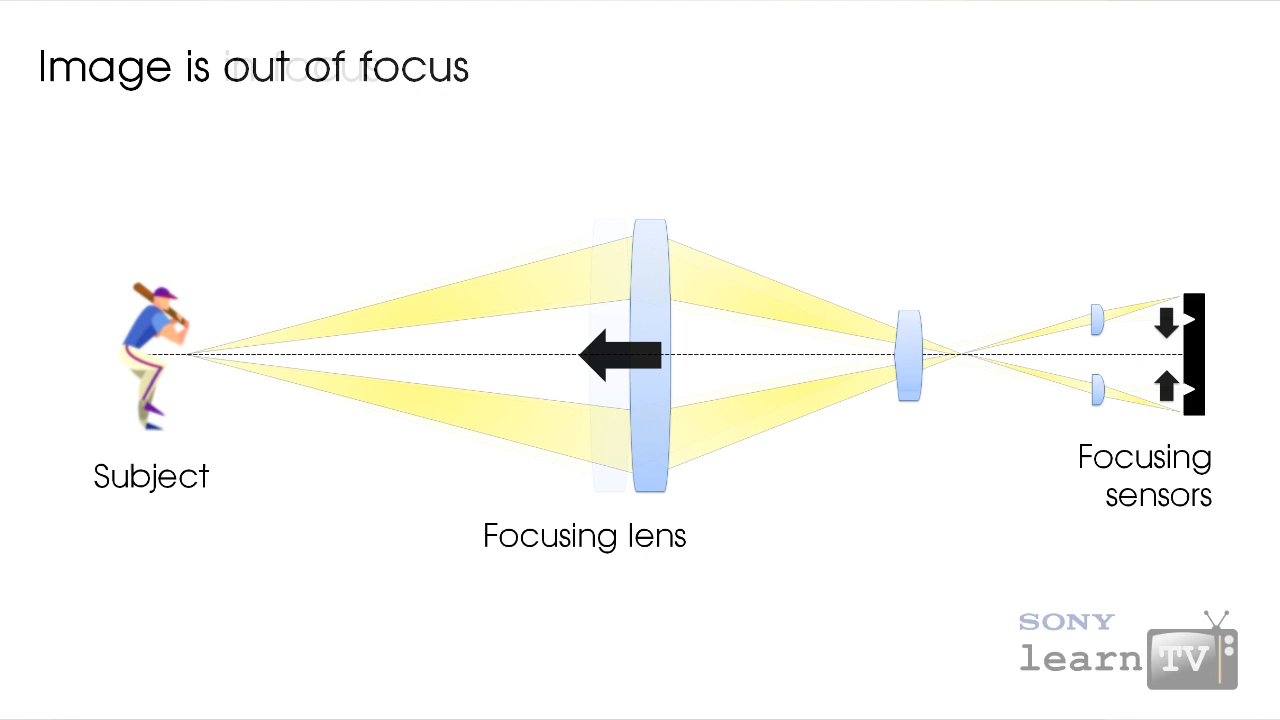 Image is out of focus
Subject
Focusing lens
Focusing
sensors
SONY
learn TV